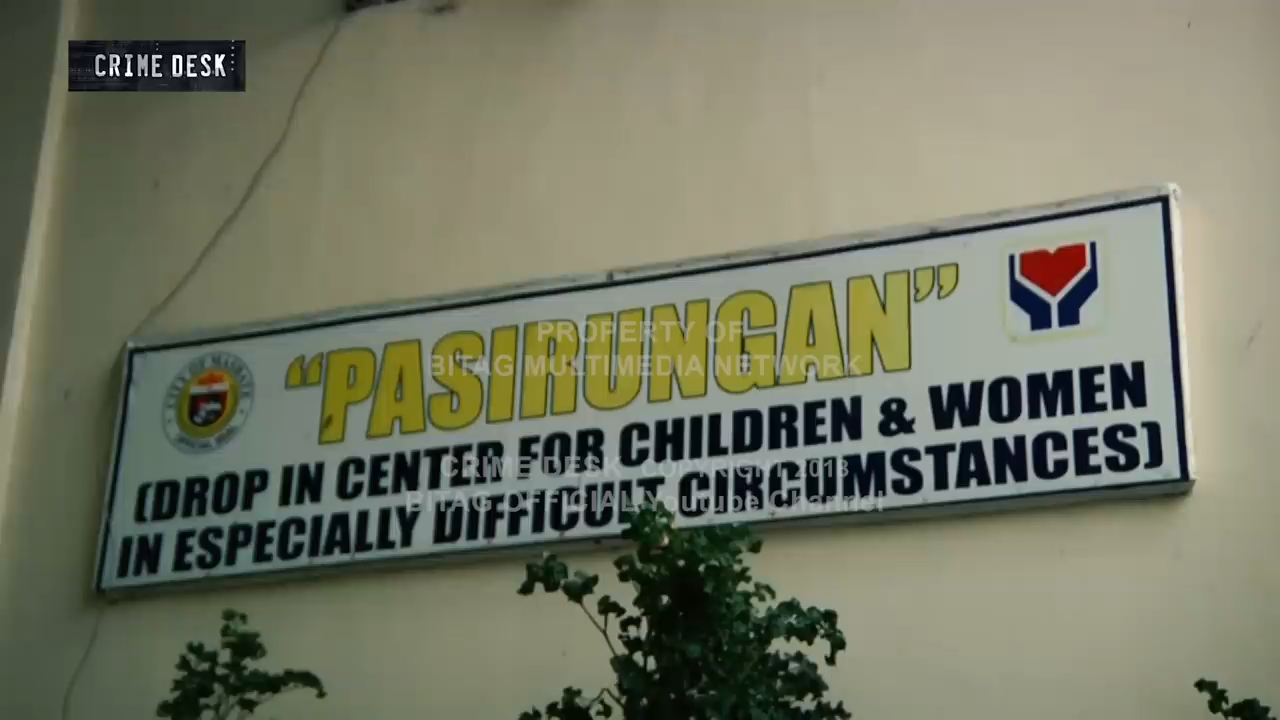 CRIME DESK
"PASIRUNGAN"
(DROP IN CENTER FOR CHILDREN & WOMEN
IN ESPECIALLY DIFFICULT CIRCUMSTANCES)
PROPERTY OF
BITAG MULTIMEDIA NETWORK
CRIME DESK COPYRIGHT 2018
BITAG OFFICIAL Youtube Channel